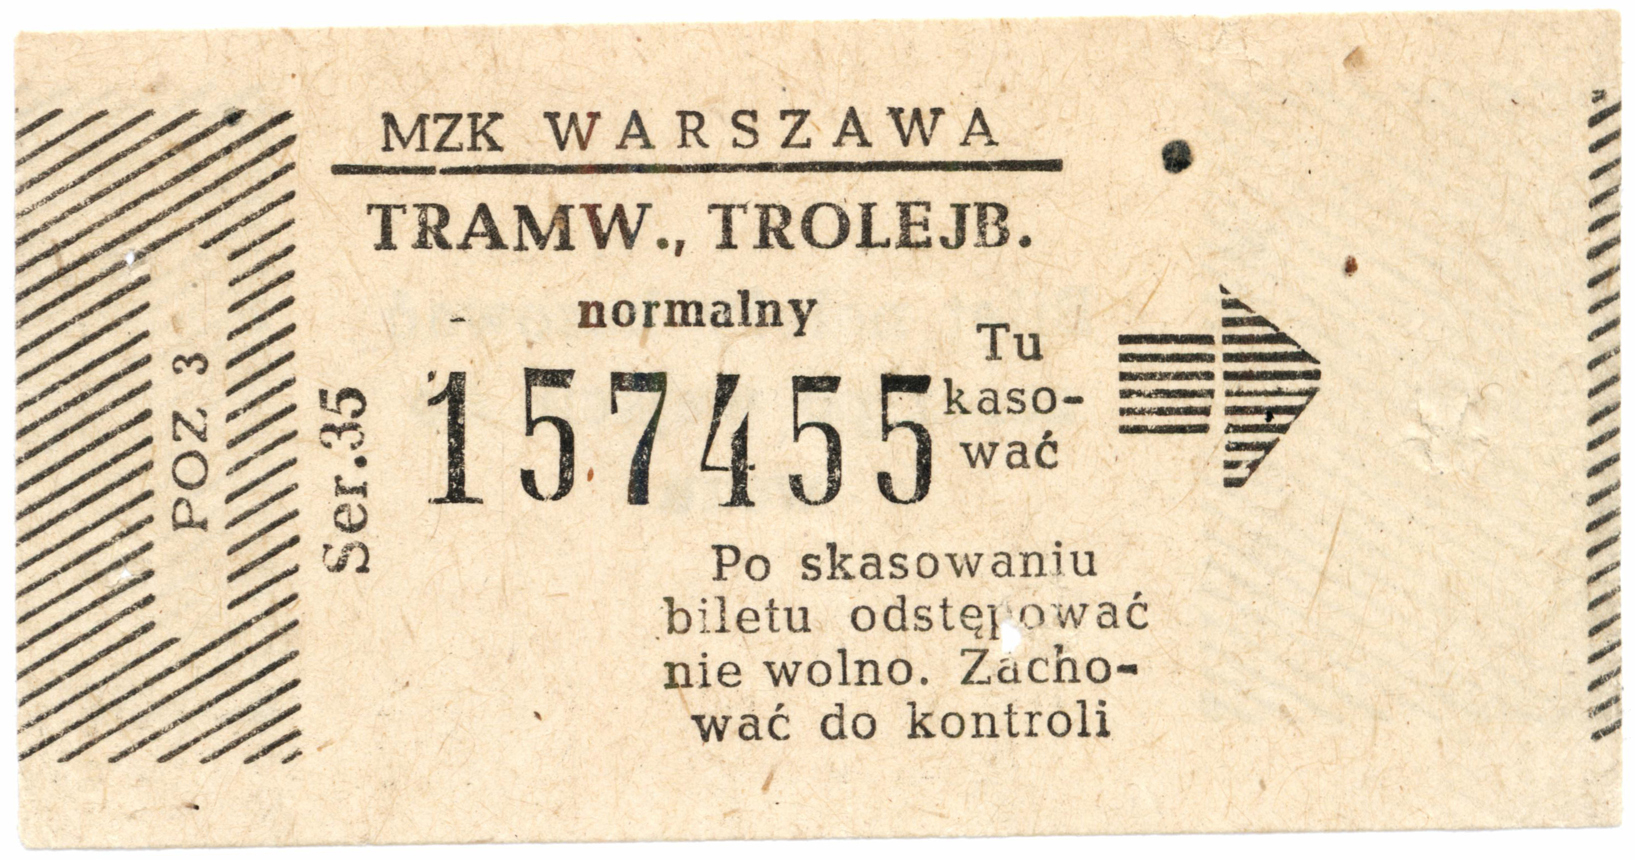 MZK WARSZAWA
TRAMW., TROLEJB.
normalny
POZ 3
Ser.35
157455
Tu
kaso-
wać
Po skasowaniu
biletu odstępować
nie wolno. Zacho-
wać do kontroli